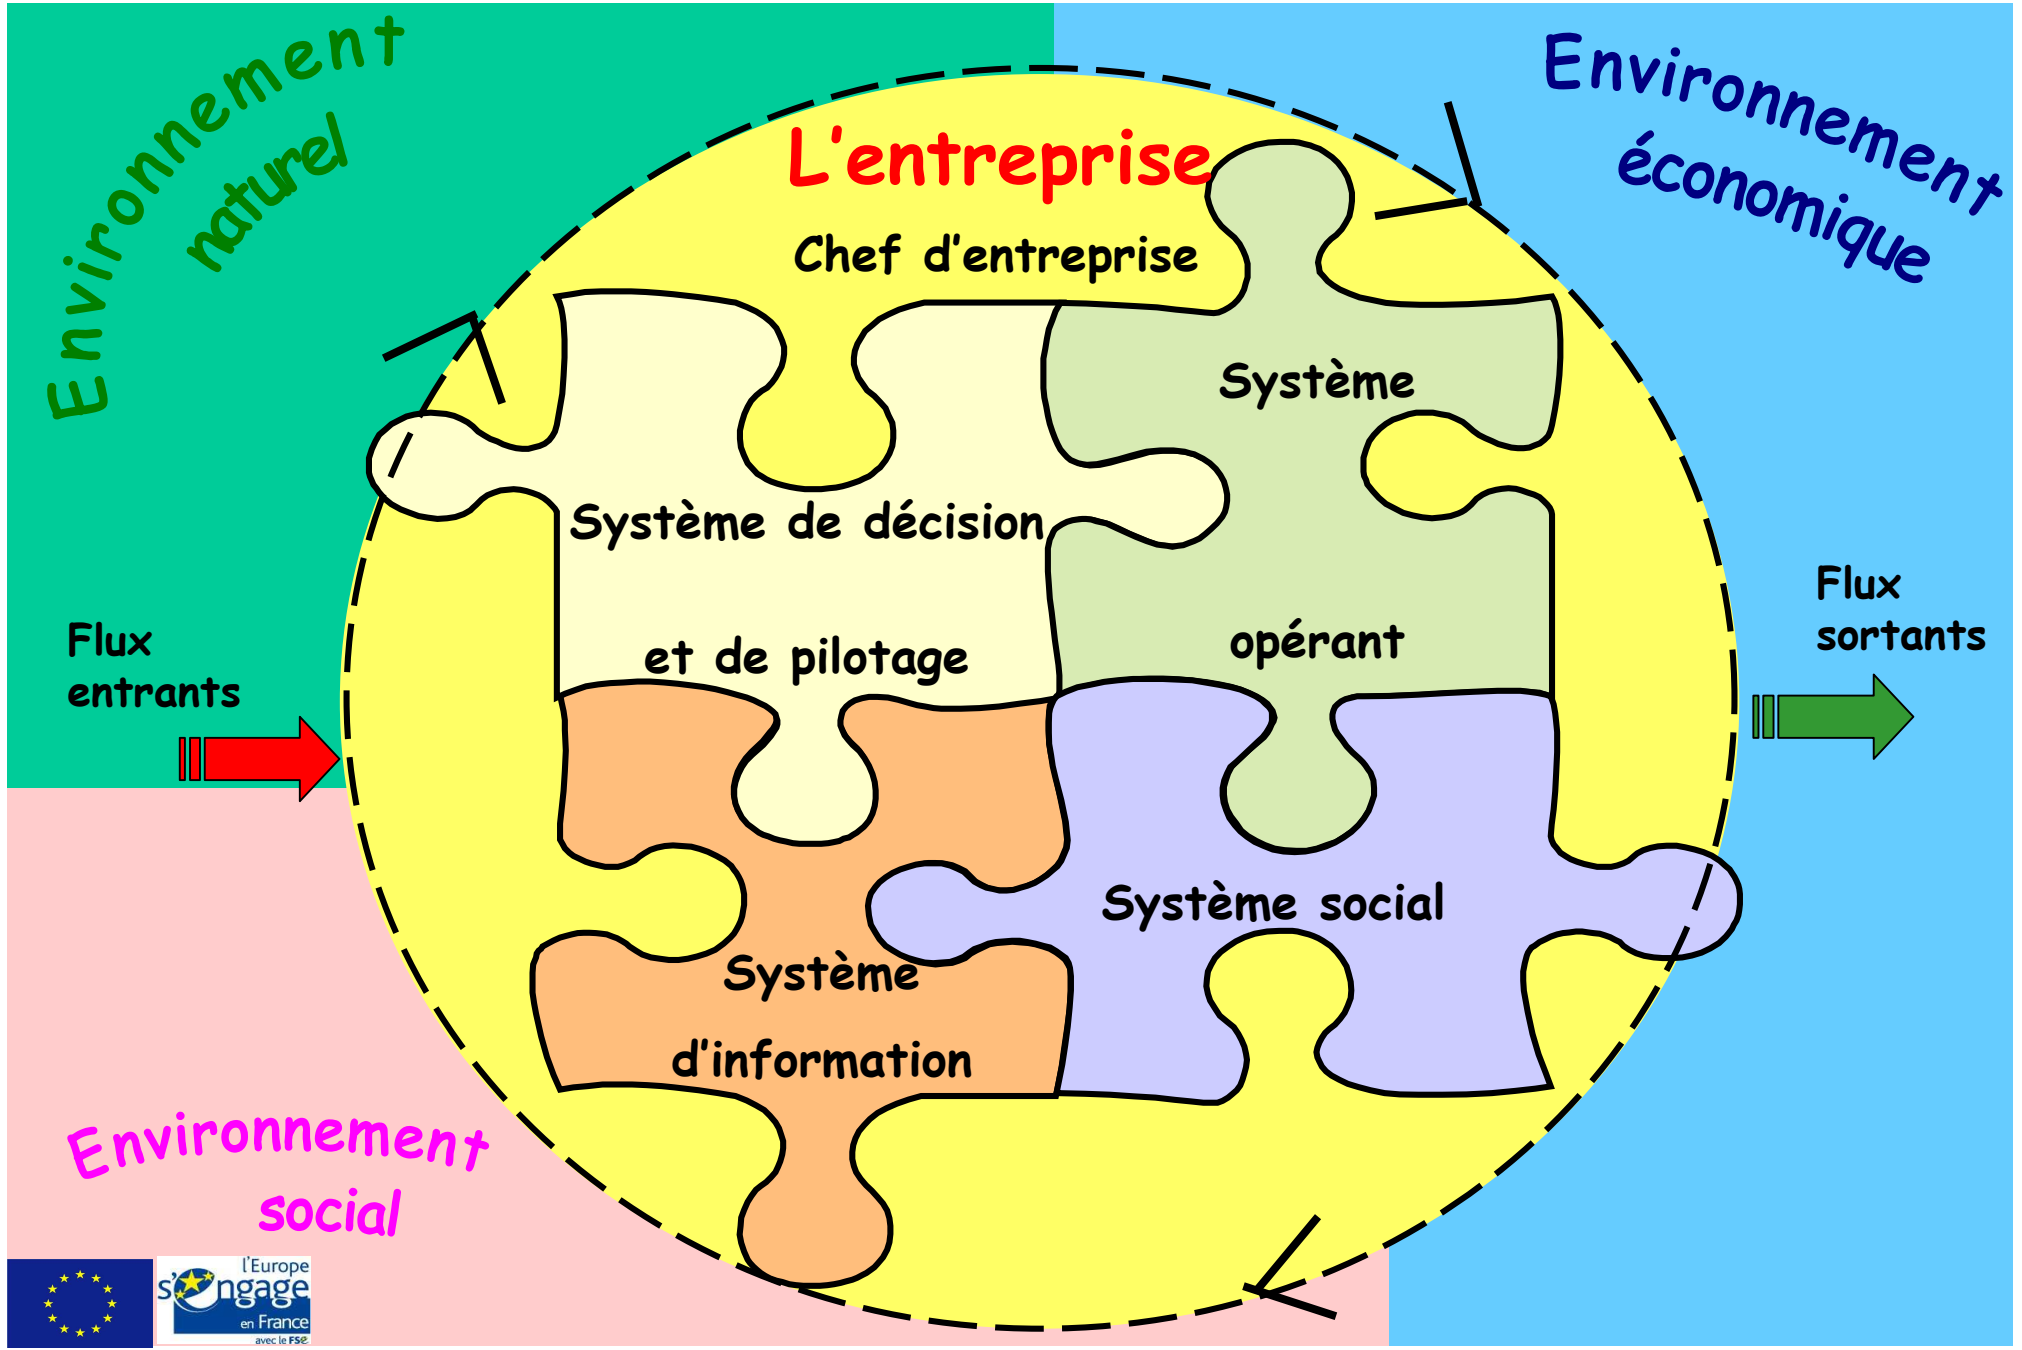 Environnement
naturel
Environnement
économique
L'entreprise
Chef d'entreprise
Système
opérant
Système de décision
et de pilotage
Flux
entrants
Flux
sortants
Système social
Système
d'information
Environnement
social
l'Europe
s'engage
en France
avec le FSe